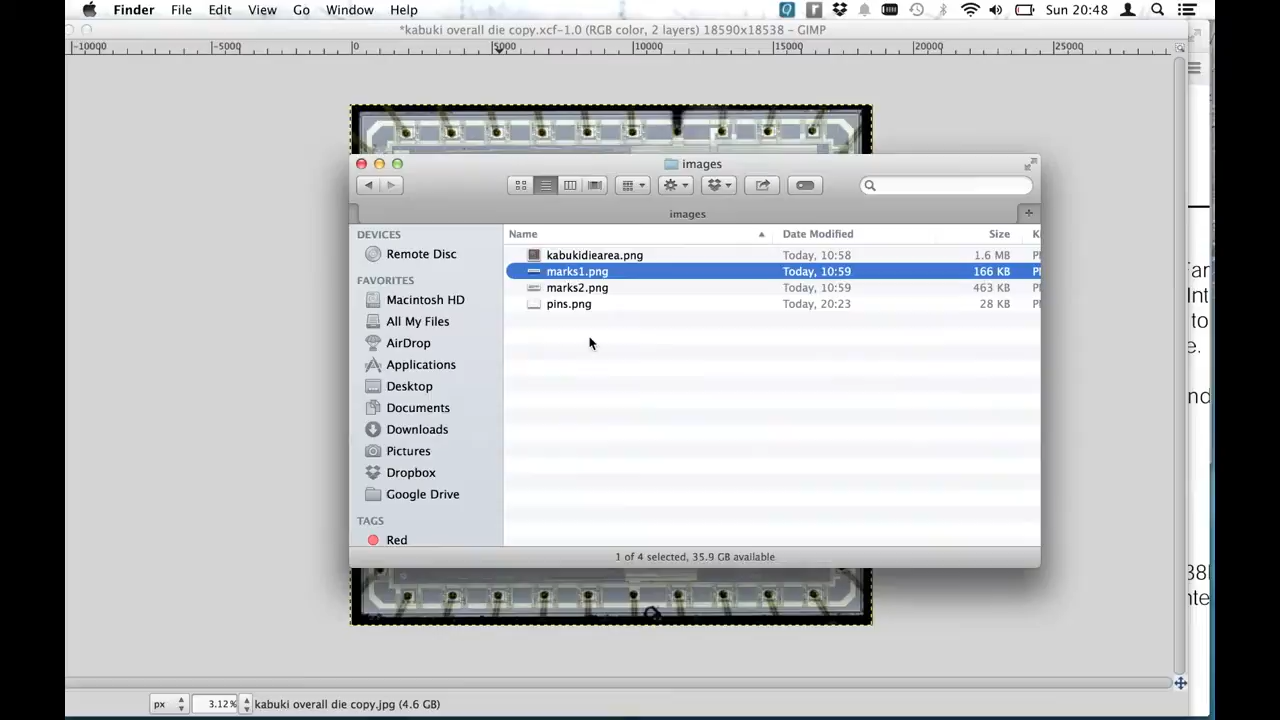 Finder File Edit View Go Window Help Sun 20:48
*kabuki overall die copy.xcf-1.0 (RGB color, 2 layers) 18590x18538 – GIMP
-10000 -5000 0 5000 10000 15000 20000 25000
images
images
DEVICES
Remote Disc
FAVORITES
Macintosh HD
All My Files
AirDrop
Applications
Desktop
Documents
Downloads
Pictures
Dropbox
Google Drive
TAGS
Red
Name Date Modified Size K
kabukidiearea.png Today, 10:58 1.6 MB PI
marks1.png Today, 10:59 166 KB PI
marks2.png Today, 10:59 463 KB PI
pins.png Today, 20:23 28 KB PI
1 of 4 selected, 35.9 GB available
px 3.12% kabuki overall die copy.jpg (4.6 GB)